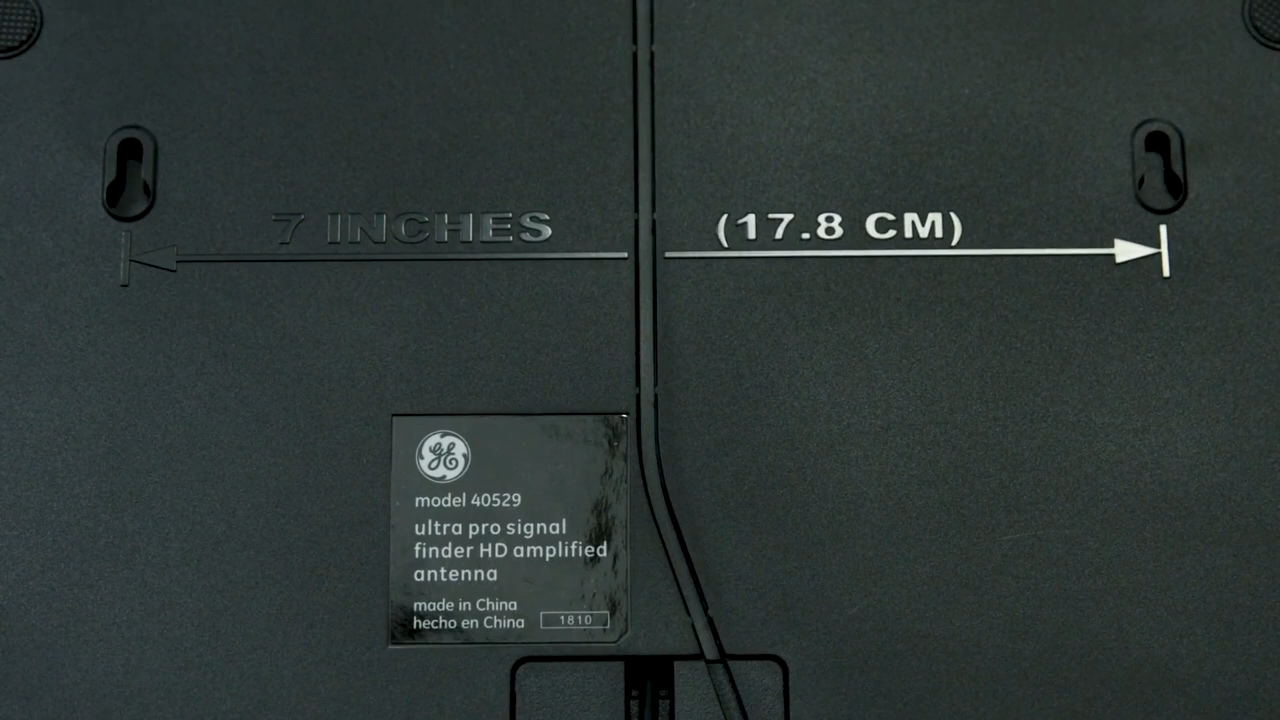 7 INCHES (17.8 CM)
GE
model 40529
ultra pro signal
finder HD amplified
antenna
made in China
hecho en China 1810